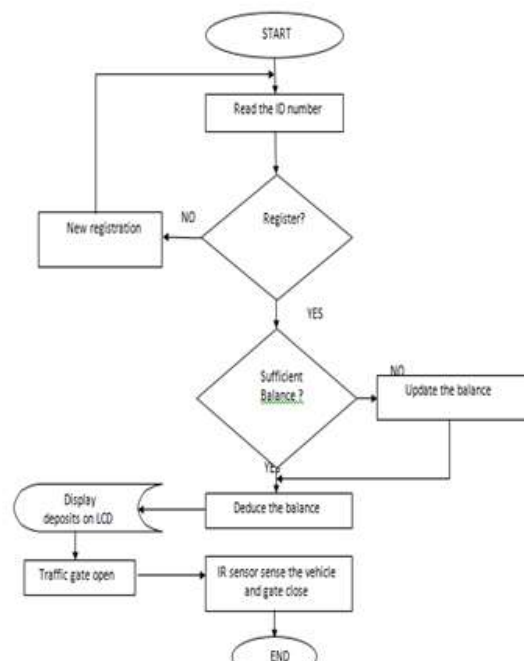 START
Read the ID number
Register?
NO
New registration
YES
Sufficient
Balance ?
NO
Update the balance
YES
Deduce the balance
Display
deposits on LCD
Traffic gate open
IR sensor sense the vehicle
and gate close
END